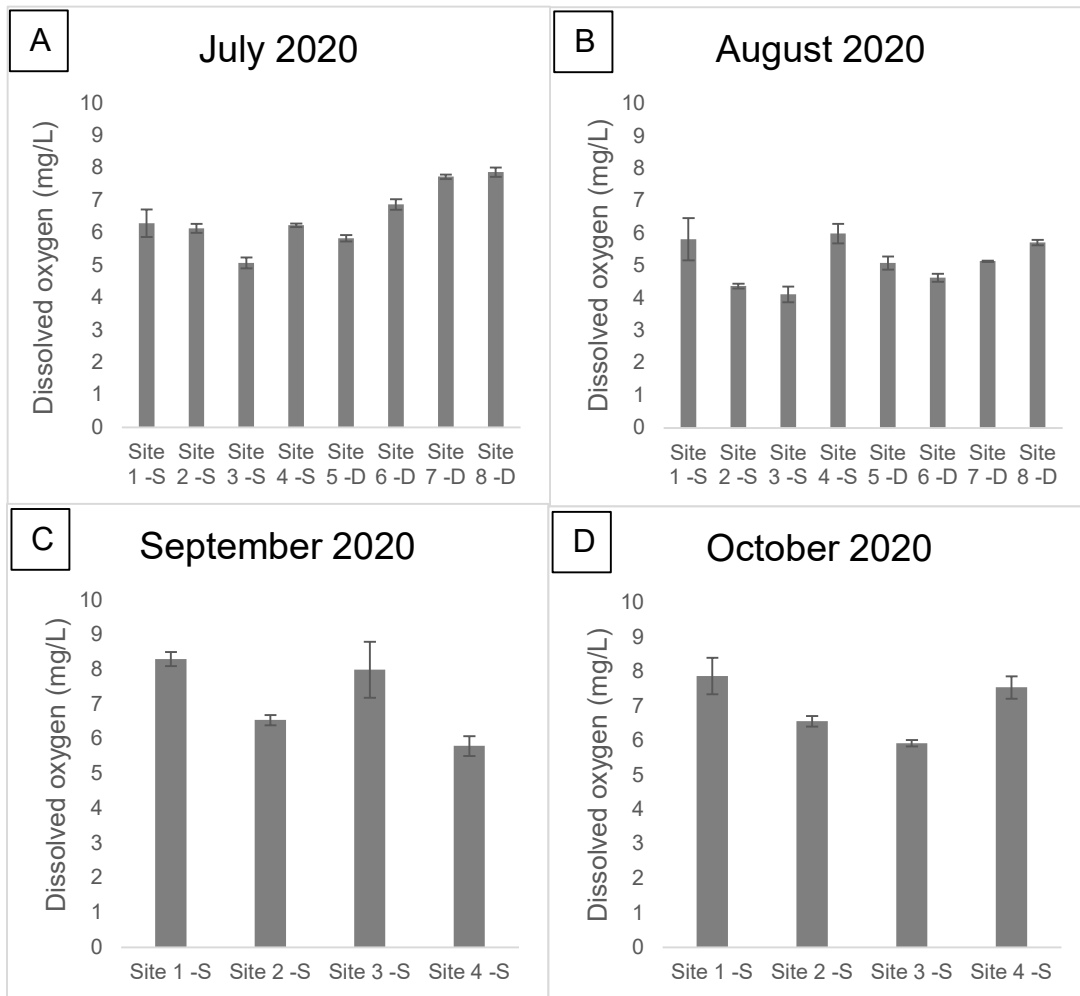 A
July 2020
Dissolved oxygen (mg/L)
10
9
8
7
6
5
4
3
2
1
0
Site Site Site Site Site Site Site Site
1 -S 2 -S 3 -S 4 -S 5 -D 6 -D 7 -D 8 -D
B
August 2020
Dissolved oxygen (mg/L)
10
9
8
7
6
5
4
3
2
1
0
Site Site Site Site Site Site Site Site
1 -S 2 -S 3 -S 4 -S 5 -D 6 -D 7 -D 8 -D
C
September 2020
Dissolved oxygen (mg/L)
10
9
8
7
6
5
4
3
2
1
0
Site 1 -S Site 2 -S Site 3 -S Site 4 -S
D
October 2020
Dissolved oxygen (mg/L)
10
9
8
7
6
5
4
3
2
1
0
Site 1 -S Site 2 -S Site 3 -S Site 4 -S